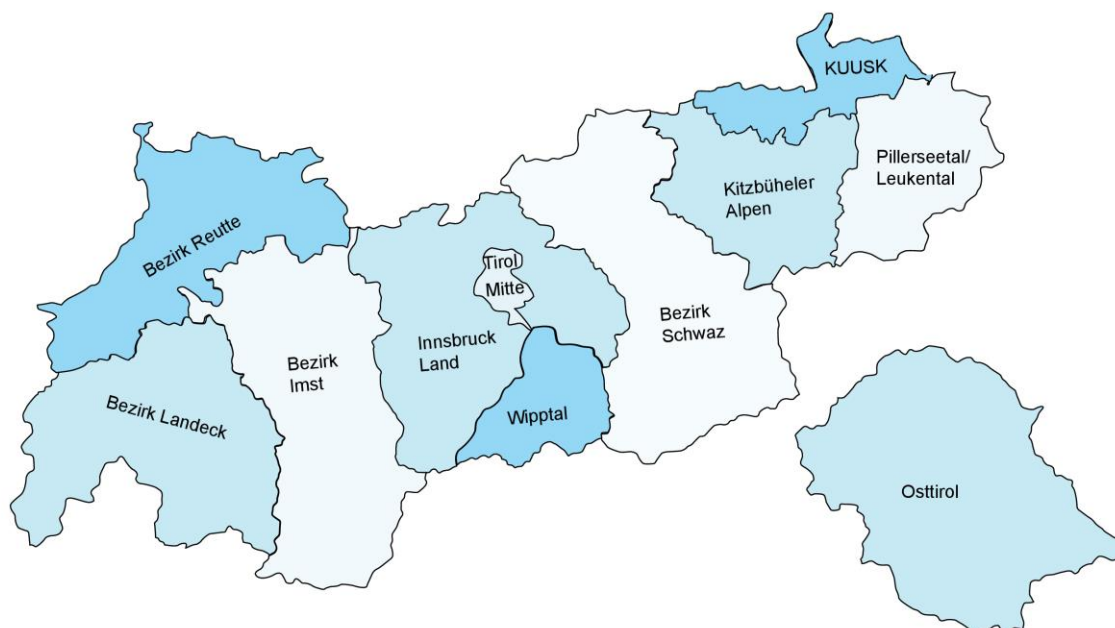 KUUSK
Pillerseetal/
Leukental
Kitzbüheler
Alpen
Bezirk Reutte
Tirol
Mitte
Bezirk
Schwaz
Innsbruck
Land
Bezirk
Imst
Bezirk Landeck
Wipptal
Osttirol